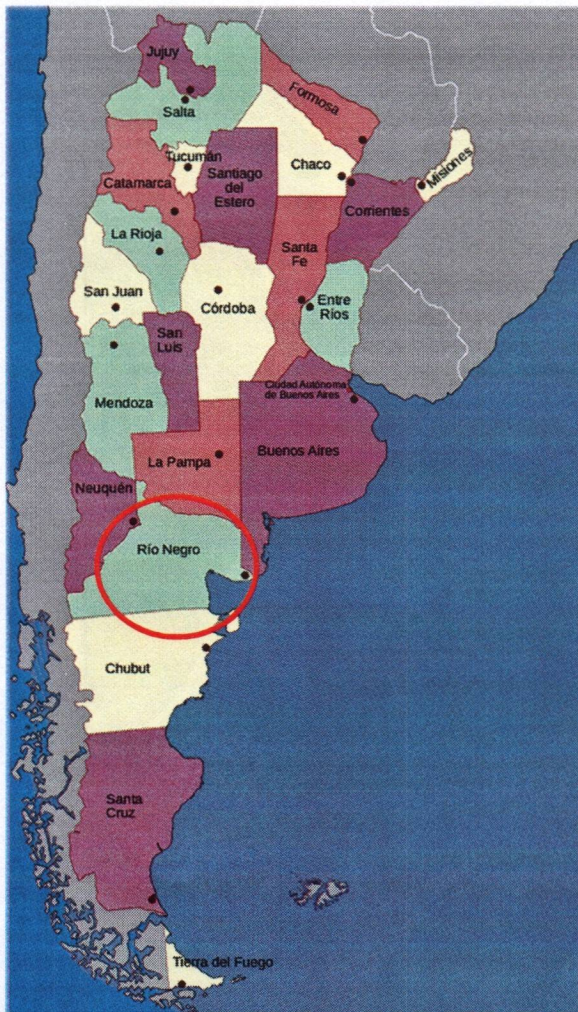 Jujuy
Formosa
Salta
Misiones
Tucumán
Chaco
Santiago
del
Estero
Catamarca
Corrientes
La Rioja
Santa
Fe
San Juan
Córdoba
Entre
Ríos
San
Luis
Ciudad Autónoma
de Buenos Aires
Mendoza
Buenos Aires
La Pampa
Neuquén
Río Negro
Chubut
Santa
Cruz
Tierra del Fuego